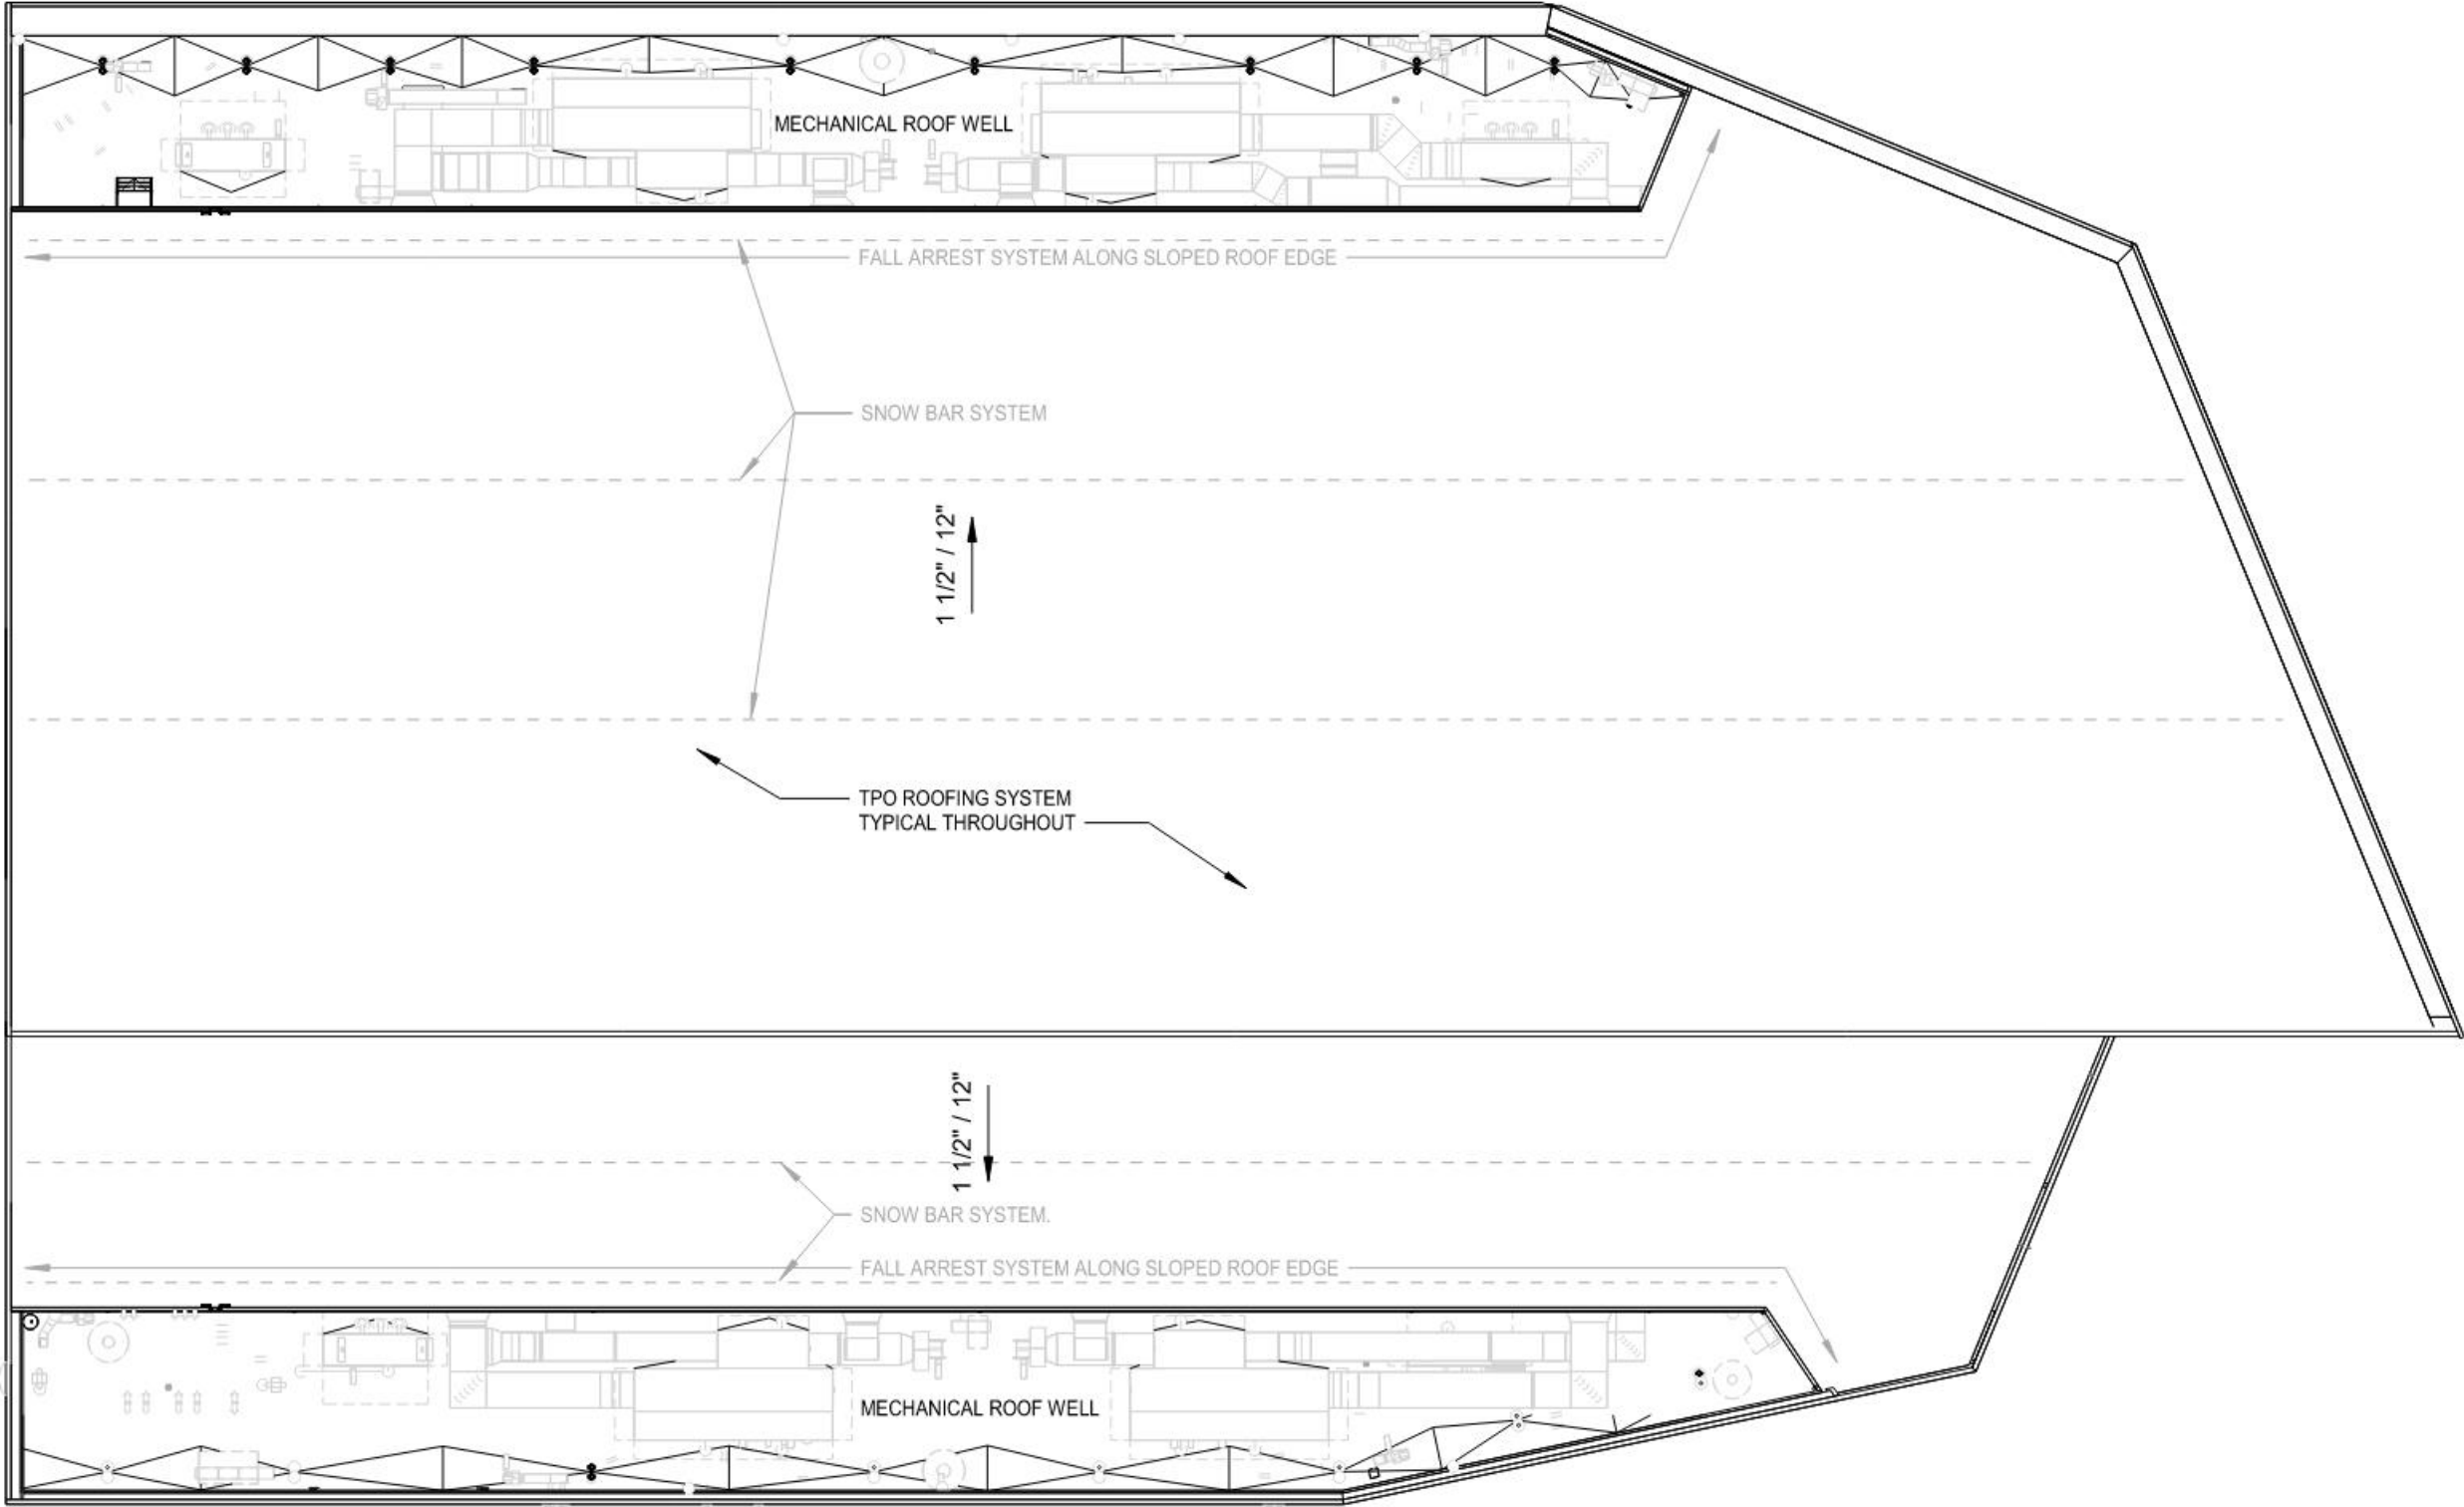 MECHANICAL ROOF WELL
FALL ARREST SYSTEM ALONG SLOPED ROOF EDGE
SNOW BAR SYSTEM
1 1/2" / 12"
TPO ROOFING SYSTEM
TYPICAL THROUGHOUT
1 1/2" / 12"
SNOW BAR SYSTEM.
FALL ARREST SYSTEM ALONG SLOPED ROOF EDGE
MECHANICAL ROOF WELL